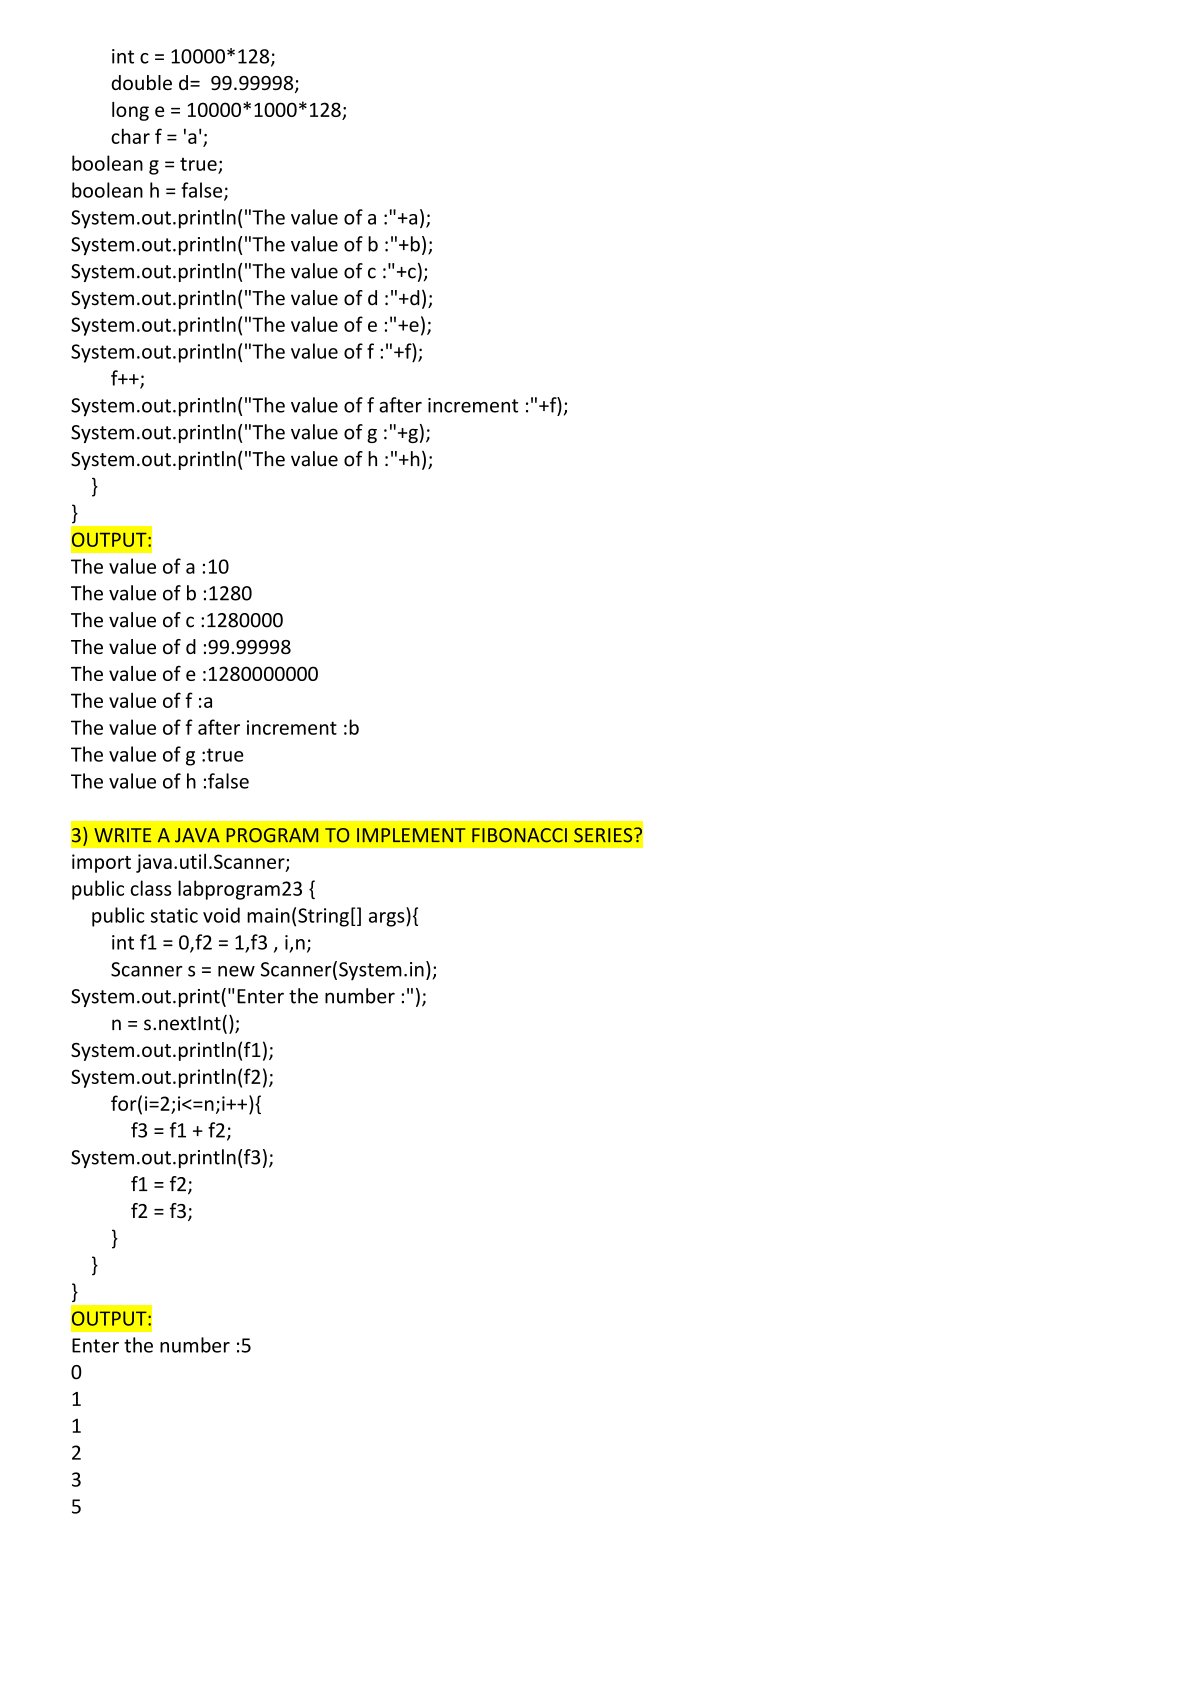 int c = 10000*128;
double d=  99.99998;
long e = 10000*1000*128;
char f = 'a';
boolean g = true;
boolean h = false;
System.out.println("The value of a :"+a);
System.out.println("The value of b :"+b);
System.out.println("The value of c :"+c);
System.out.println("The value of d :"+d);
System.out.println("The value of e :"+e);
System.out.println("The value of f :"+f);
f++;
System.out.println("The value of f after increment :"+f);
System.out.println("The value of g :"+g);
System.out.println("The value of h :"+h);
}
}
OUTPUT:
The value of a :10
The value of b :1280
The value of c :1280000
The value of d :99.99998
The value of e :1280000000
The value of f :a
The value of f after increment :b
The value of g :true
The value of h :false
3) WRITE A JAVA PROGRAM TO IMPLEMENT FIBONACCI SERIES?
import java.util.Scanner;
public class labprogram23 {
public static void main(String[] args){
int f1 = 0,f2 = 1,f3 , i,n;
Scanner s = new Scanner(System.in);
System.out.print("Enter the number :");
n = s.nextInt();
System.out.println(f1);
System.out.println(f2);
for(i=2;i<=n;i++){
f3 = f1 + f2;
System.out.println(f3);
f1 = f2;
f2 = f3;
}
}
}
OUTPUT:
Enter the number :5
0
1
1
2
3
5